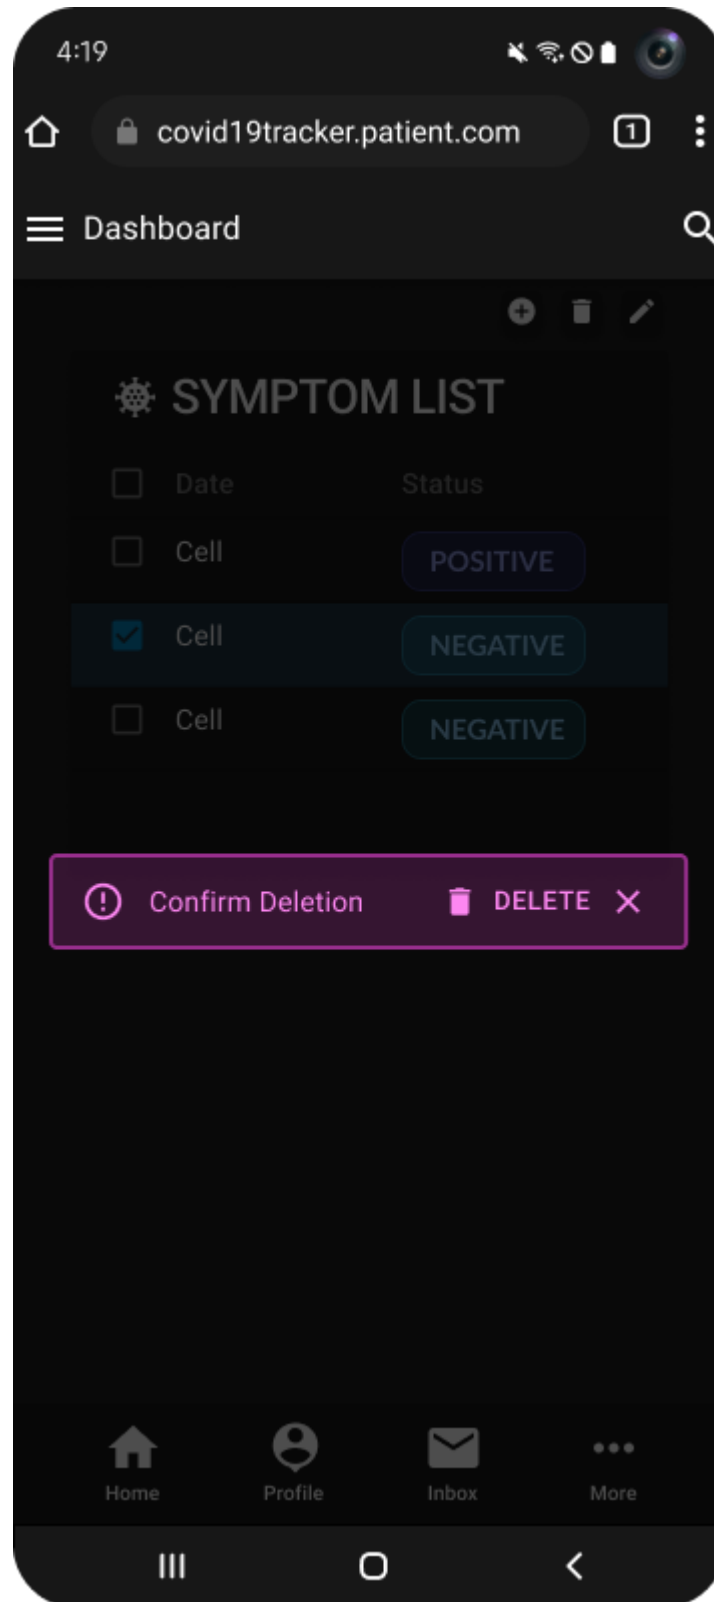 4:19
covid19tracker.patient.com 1
Dashboard
SYMPTOM LIST
Date Status
Cell POSITIVE
Cell NEGATIVE
Cell NEGATIVE
Confirm Deletion DELETE
Home Profile Inbox More